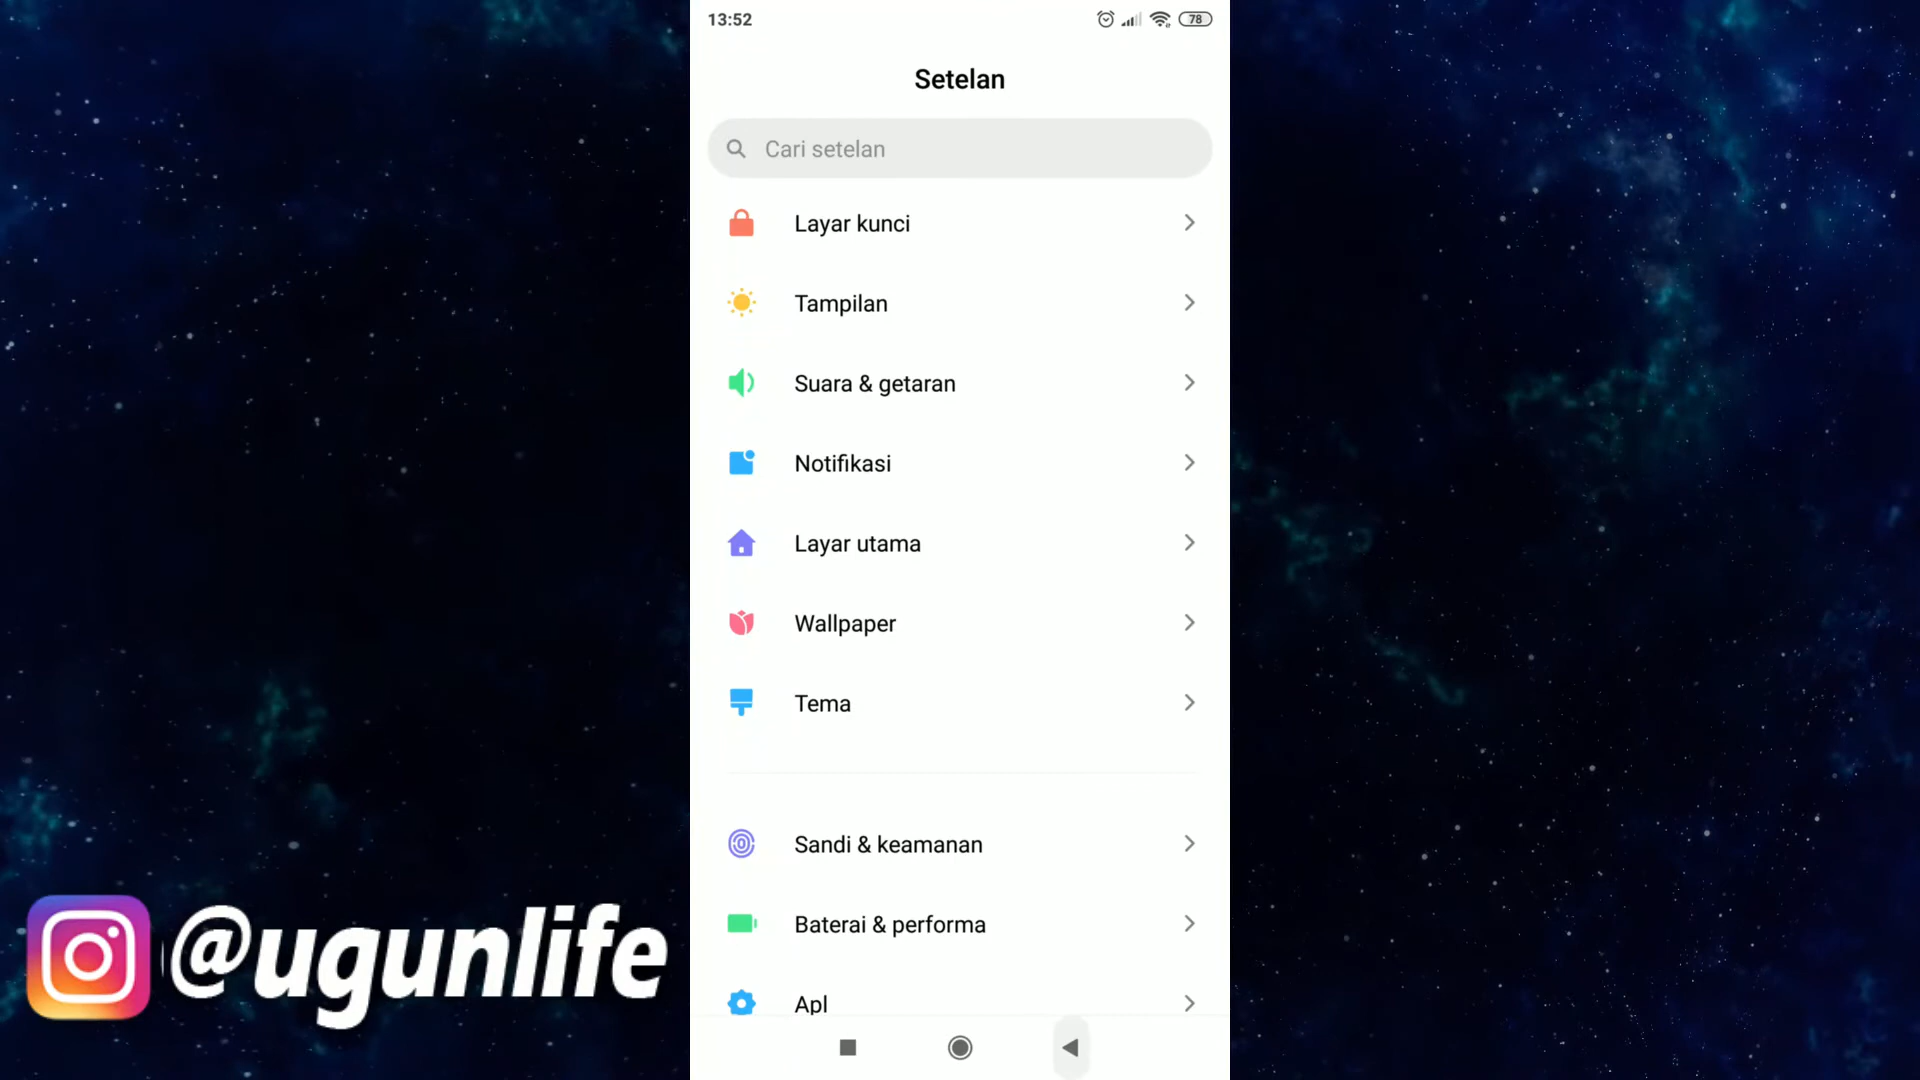 13:52
78
Setelan
Cari setelan
Layar kunci
Tampilan
Suara & getaran
Notifikasi
Layar utama
Wallpaper
Tema
Sandi & keamanan
Baterai & performa
Apl
@ugunlife